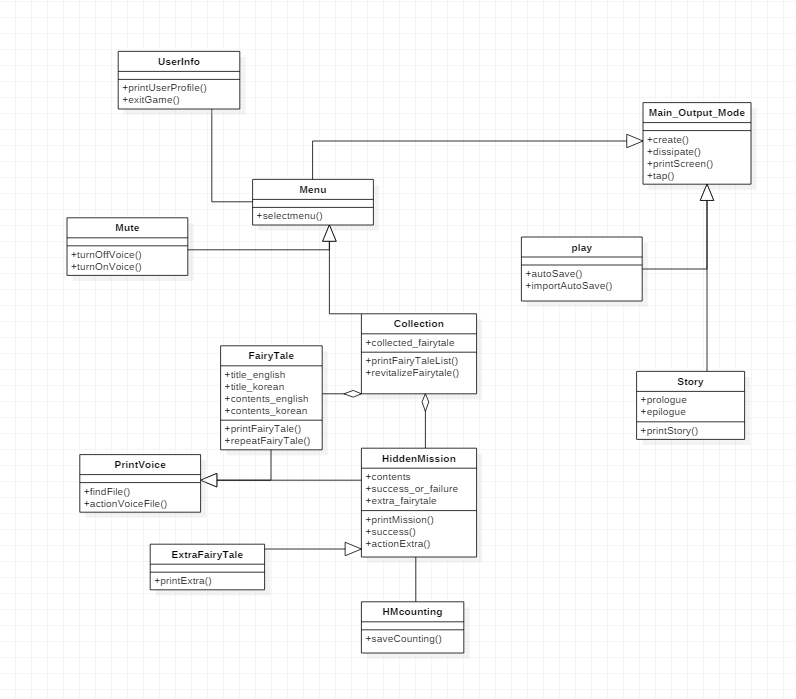 UserInfo
+printUserProfile()
+exitGame()
Main_Output_Mode
+create()
+dissipate()
+printScreen()
+tap()
Menu
+selectmenu()
Mute
+turnOffVoice()
+turnOnVoice()
play
+autoSave()
+importAutoSave()
Collection
+collected_fairytale
+printFairyTaleList()
+revitalizeFairytale()
FairyTale
+title_english
+title_korean
+contents_english
+contents_korean
+printFairyTale()
+repeatFairyTale()
Story
+prologue
+epilogue
+printStory()
PrintVoice
+findFile()
+actionVoiceFile()
HiddenMission
+contents
+success_or_failure
+extra_fairytale
+printMission()
+success()
+actionExtra()
ExtraFairyTale
+printExtra()
HMcounting
+saveCounting()